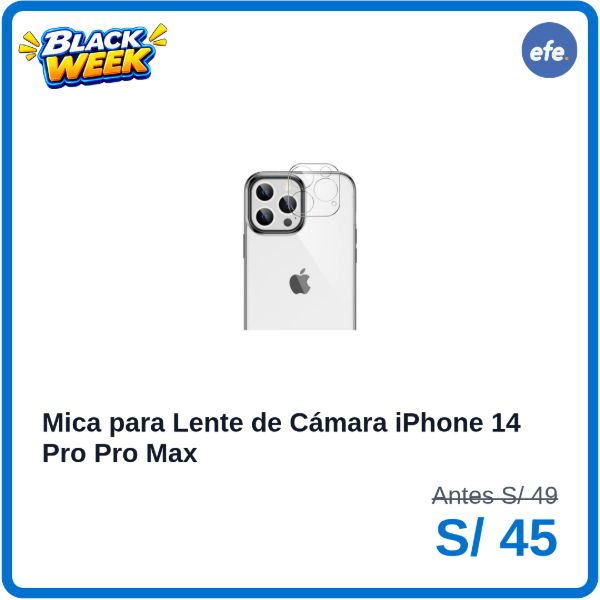 BLACK
WEEK
efe.
Mica para Lente de Cámara iPhone 14
Pro Pro Max
Antes S/ 49
S/ 45